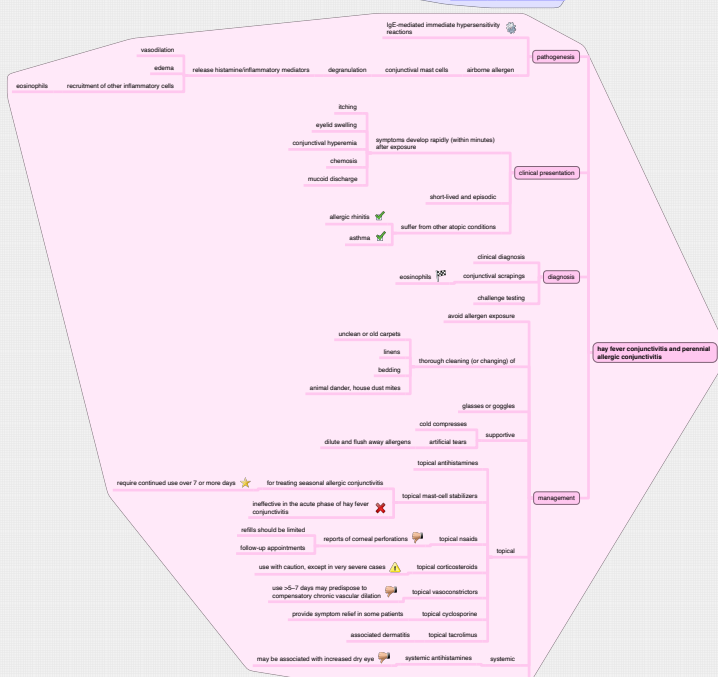 hay fever conjunctivitis and perennial
allergic conjunctivitis
pathogenesis
IgE-mediated immediate hypersensitivity
reactions
airborne allergen
conjunctival mast cells
degranulation
release histamine/inflammatory mediators
vasodilation
edema
recruitment of other inflammatory cells
eosinophils
clinical presentation
symptoms develop rapidly (within minutes)
after exposure
itching
eyelid swelling
conjunctival hyperemia
chemosis
mucoid discharge
short-lived and episodic
suffer from other atopic conditions
allergic rhinitis
asthma
diagnosis
clinical diagnosis
conjunctival scrapings
eosinophils
challenge testing
management
avoid allergen exposure
thorough cleaning (or changing) of
unclean or old carpets
linens
bedding
animal dander, house dust mites
glasses or goggles
supportive
cold compresses
artificial tears
dilute and flush away allergens
topical
topical antihistamines
topical mast-cell stabilizers
for treating seasonal allergic conjunctivitis
require continued use over 7 or more days
ineffective in the acute phase of hay fever
conjunctivitis
topical nsaids
reports of corneal perforations
refills should be limited
follow-up appointments
topical corticosteroids
use with caution, except in very severe cases
topical vasoconstrictors
use >5–7 days may predispose to
compensatory chronic vascular dilation
topical cyclosporine
provide symptom relief in some patients
topical tacrolimus
associated dermatitis
systemic
systemic antihistamines
may be associated with increased dry eye